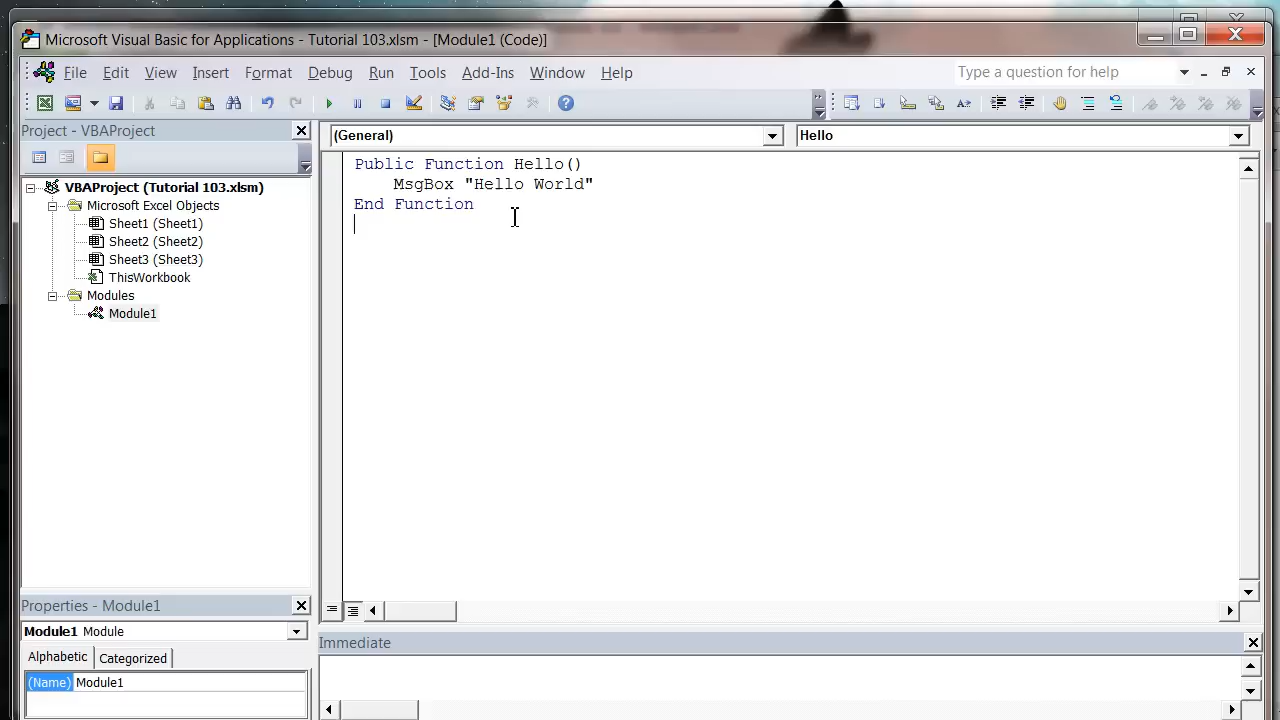 Microsoft Visual Basic for Applications - Tutorial 103.xlsm - [Module1 (Code)]
File Edit View Insert Format Debug Run Tools Add-Ins Window Help Type a question for help
Project - VBAProject
(General) Hello
VBAProject (Tutorial 103.xlsm)
Microsoft Excel Objects
Sheet1 (Sheet1)
Sheet2 (Sheet2)
Sheet3 (Sheet3)
ThisWorkbook
Modules
Module1
Public Function Hello()
MsgBox "Hello World"
End Function
Properties - Module1
Module1 Module
Alphabetic Categorized
(Name) Module1
Immediate